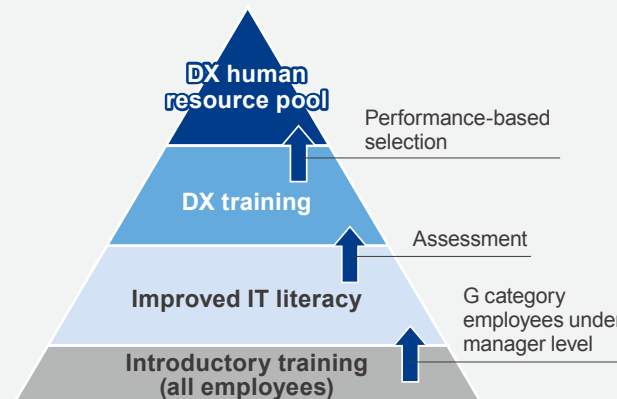 DX human
resource pool
Performance-based
selection
DX training
Assessment
Improved IT literacy
G category
employees under
manager level
Introductory training
(all employees)